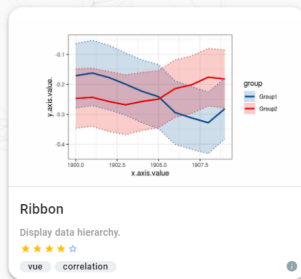 group
-0.1
-0.2
-0.3
-0.4
y.axis.value.
Group1
Group2
1900.0 1902.5 1905.0 1907.5
x.axis.value
Ribbon
Display data hierarchy.
vue correlation